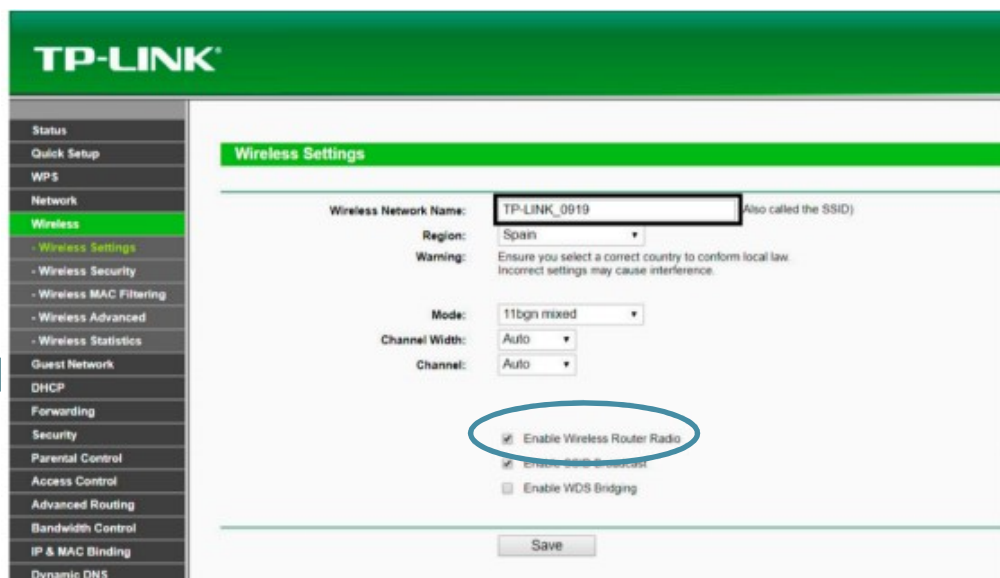 TP-LINK
Status
Quick Setup
WPS
Network
Wireless
- Wireless Settings
- Wireless Security
- Wireless MAC Filtering
- Wireless Advanced
- Wireless Statistics
Guest Network
DHCP
Forwarding
Security
Parental Control
Access Control
Advanced Routing
Bandwidth Control
IP & MAC Binding
Dynamic DNS
Wireless Settings
Wireless Network Name: TP-LINK_0919 Also called the SSID)
Region: Spain
Warning: Ensure you select a correct country to conform local law.
Incorrect settings may cause interference.
Mode: 11bgn mixed
Channel Width: Auto
Channel: Auto
Enable Wireless Router Radio
Enable SSID Broadcast
Enable WDS Bridging
Save